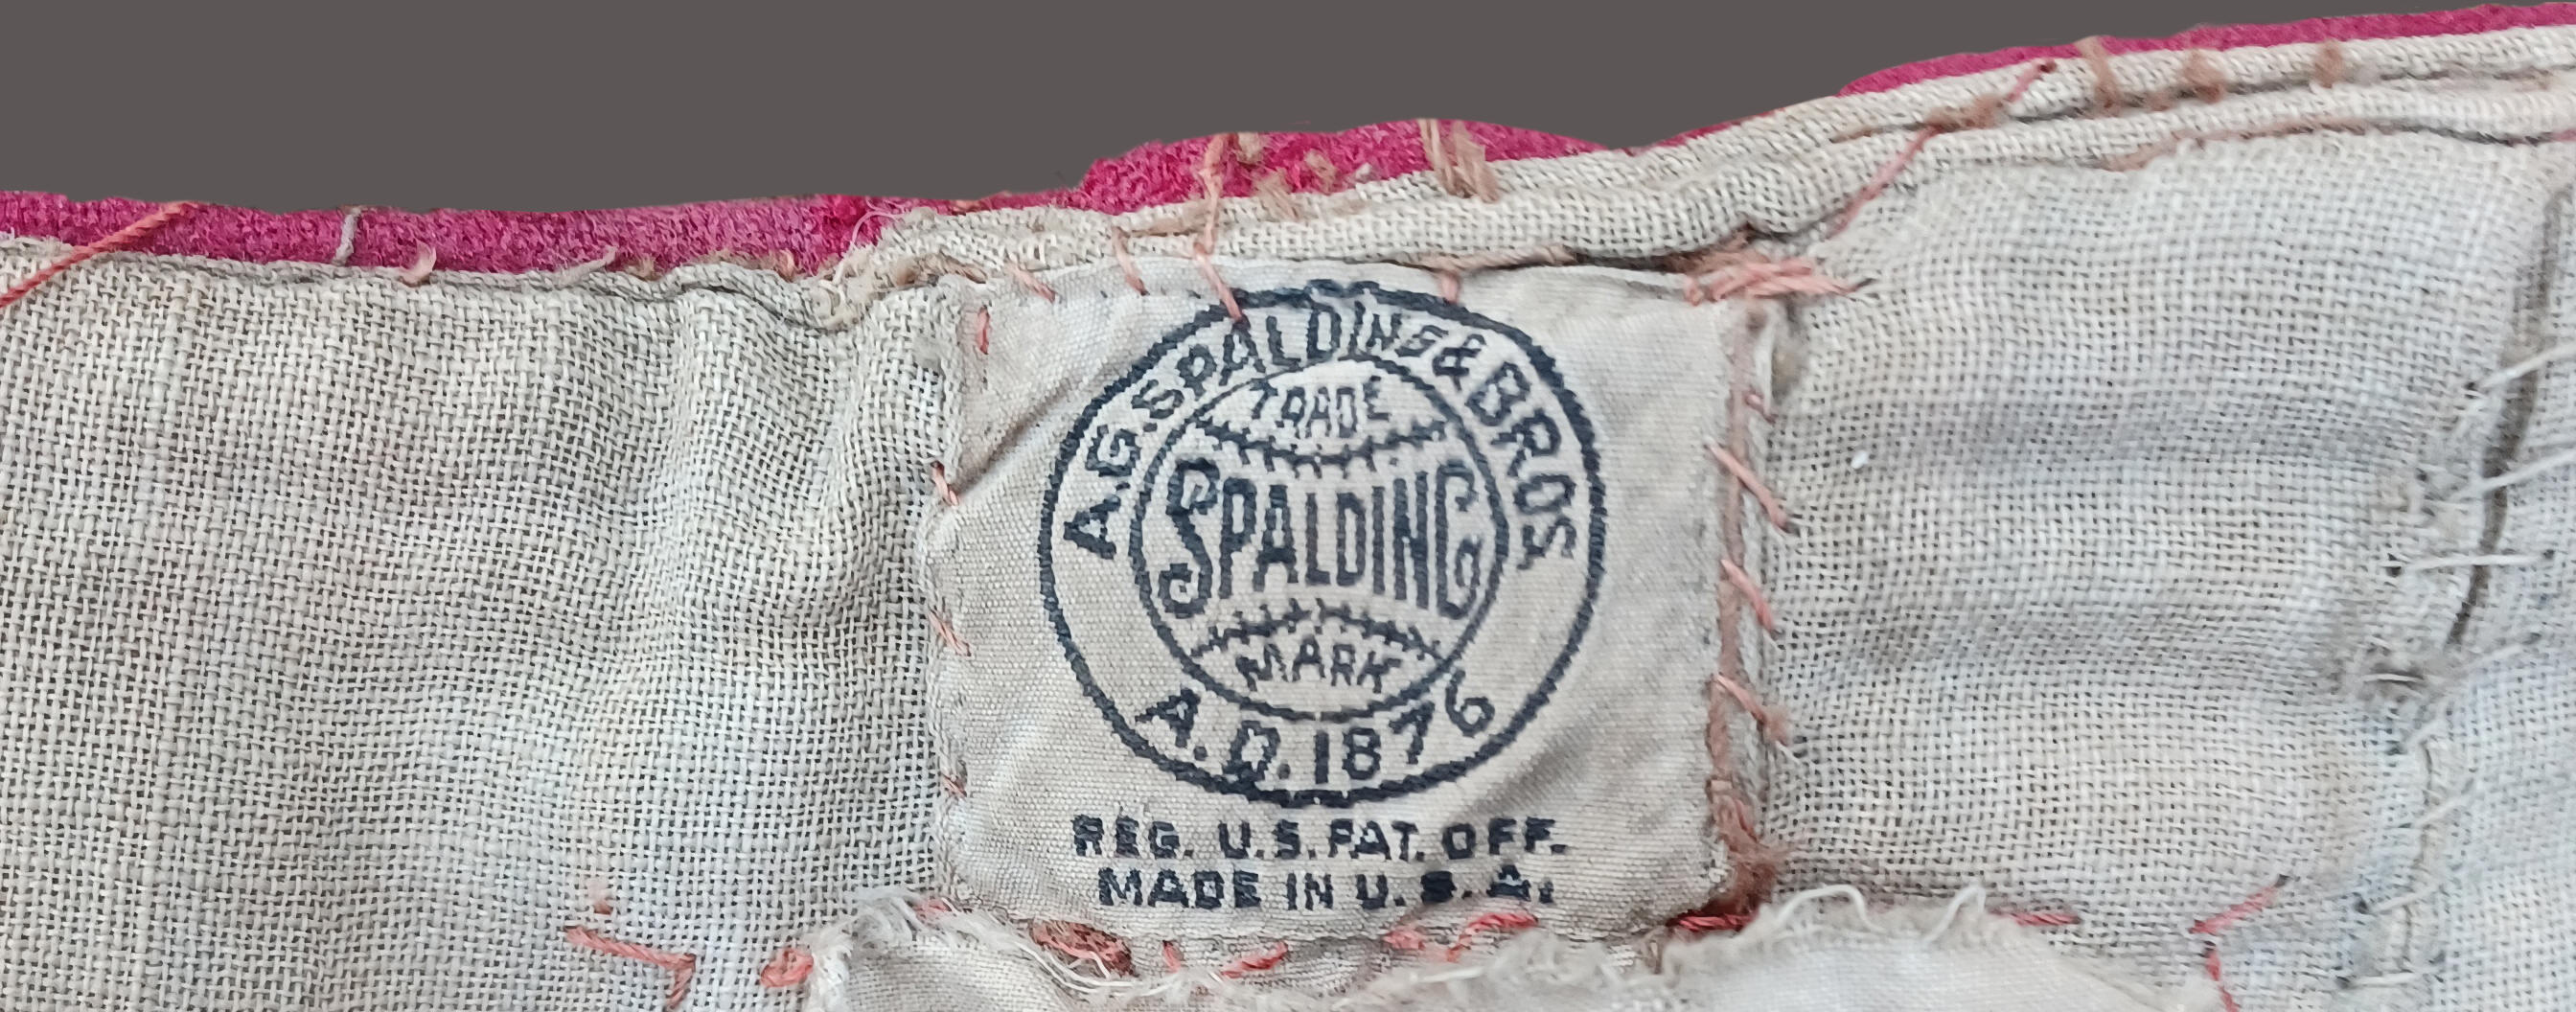 A.G. SPALDING & BROS
TRADE
SPALDING
MARK
A.D. 1876
REG. U.S. PAT. OFF.
MADE IN U.S.A.